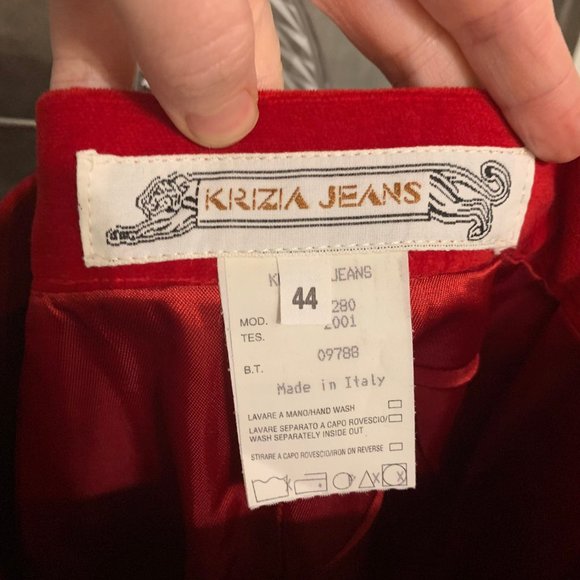 KRIZIA JEANS
JEANS
44
280
MOD. 2001
TES.
B.T. 09788
Made in Italy
LAVARE A MANO/HAND WASH
LAVARE SEPARATO A CAPO ROVESCIO/
WASH SEPARATELY INSIDE OUT
STIRARE A CAPO ROVESCIO/IRON ON REVERSE